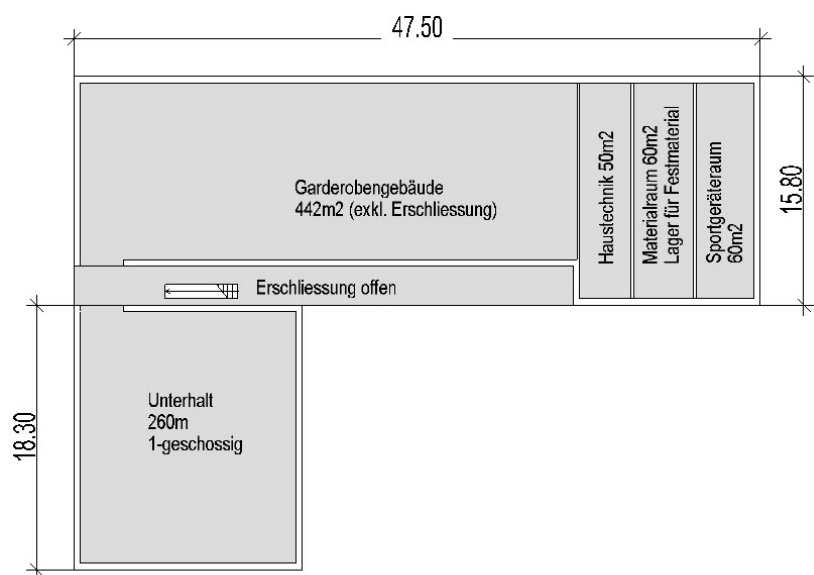 47.50
Garderobengebäude
442m2 (exkl. Erschliessung)
Haustechnik 50m2
Materialraum 60m2
Lager für Festmaterial
Sportgeräteraum
60m2
15.80
Erschliessung offen
Unterhalt
260m
1-geschossig
18.30